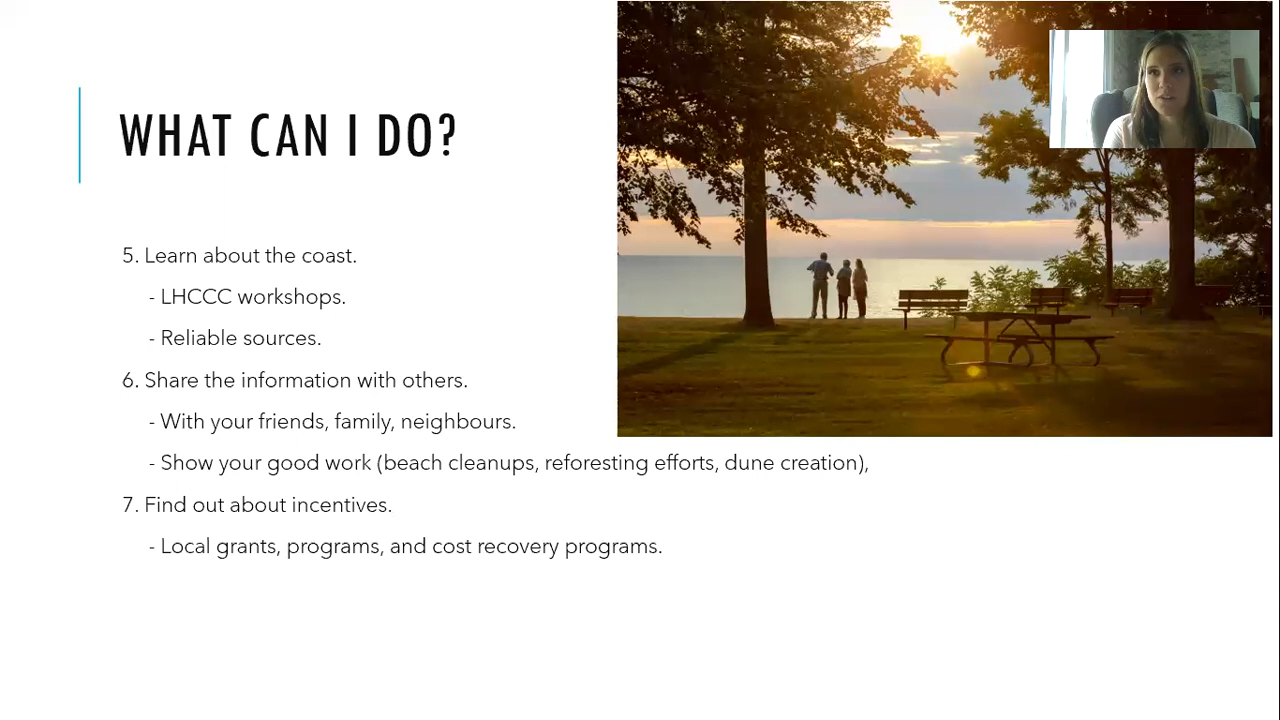 WHAT CAN I DO?
5. Learn about the coast.
- LHCCC workshops.
- Reliable sources.
6. Share the information with others.
- With your friends, family, neighbours.
- Show your good work (beach cleanups, reforesting efforts, dune creation),
7. Find out about incentives.
- Local grants, programs, and cost recovery programs.